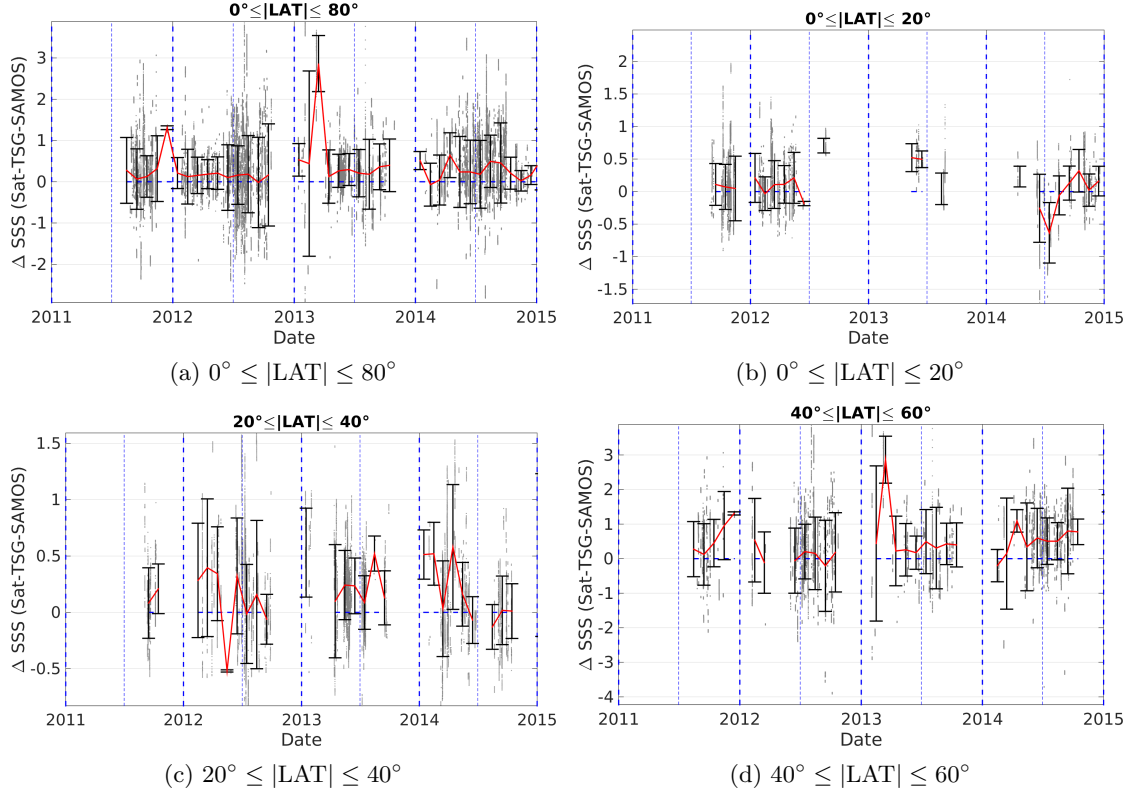 0°≤|LAT|≤ 80°
Δ SSS (Sat-TSG-SAMOS)
3
2
1
0
-1
-2
2011 2012 2013 2014 2015
Date
(a) 0° ≤ |LAT| ≤ 80°
0°≤|LAT|≤ 20°
Δ SSS (Sat-TSG-SAMOS)
2
1.5
1
0.5
0
-0.5
-1
-1.5
2011 2012 2013 2014 2015
Date
(b) 0° ≤ |LAT| ≤ 20°
20°≤|LAT|≤ 40°
Δ SSS (Sat-TSG-SAMOS)
1.5
1
0.5
0
-0.5
2011 2012 2013 2014 2015
Date
(c) 20° ≤ |LAT| ≤ 40°
40°≤|LAT|≤ 60°
Δ SSS (Sat-TSG-SAMOS)
3
2
1
0
-1
-2
-3
-4
2011 2012 2013 2014 2015
Date
(d) 40° ≤ |LAT| ≤ 60°